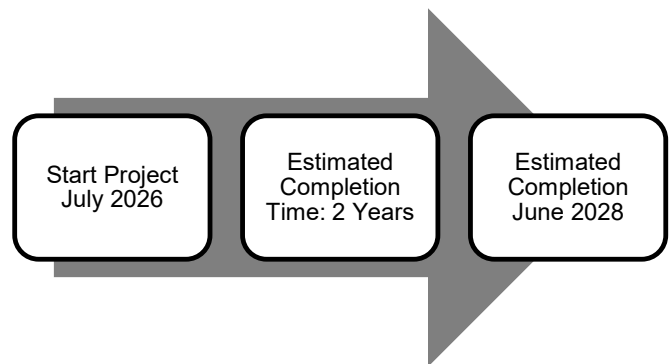 Start Project
July 2026
Estimated
Completion
Time: 2 Years
Estimated
Completion
June 2028